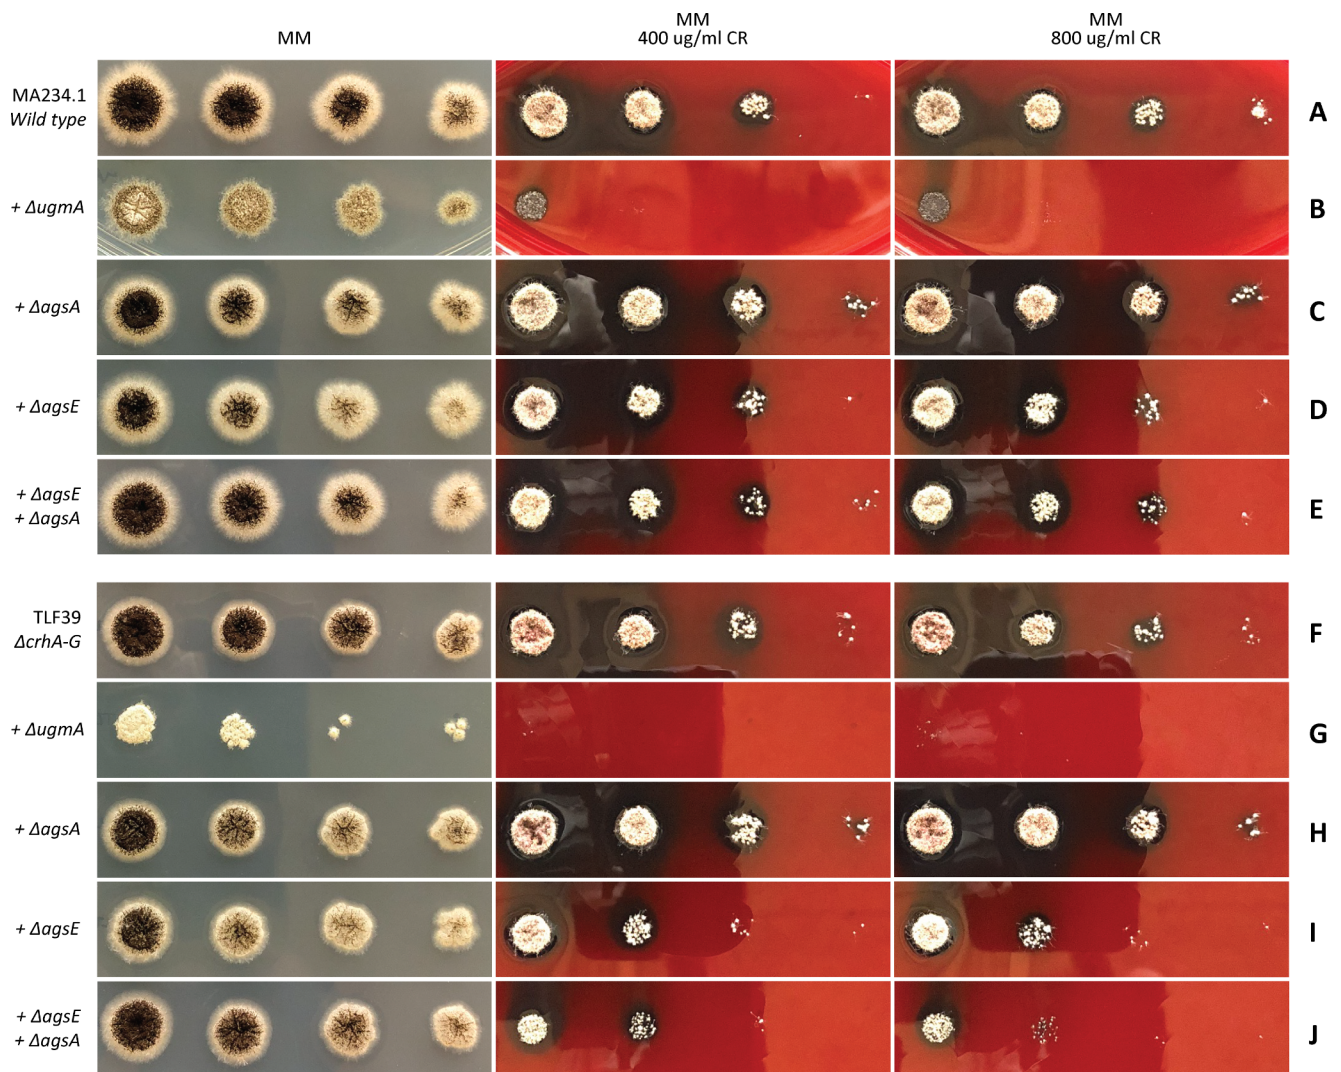 MM
MM
400 ug/ml CR
MM
800 ug/ml CR
MA234.1
Wild type
A
+ ΔugmA
B
+ ΔagsA
C
+ ΔagsE
D
+ ΔagsE
+ ΔagsA
E
TLF39
ΔcrhA-G
F
+ ΔugmA
G
+ ΔagsA
H
+ ΔagsE
I
+ ΔagsE
+ ΔagsA
J